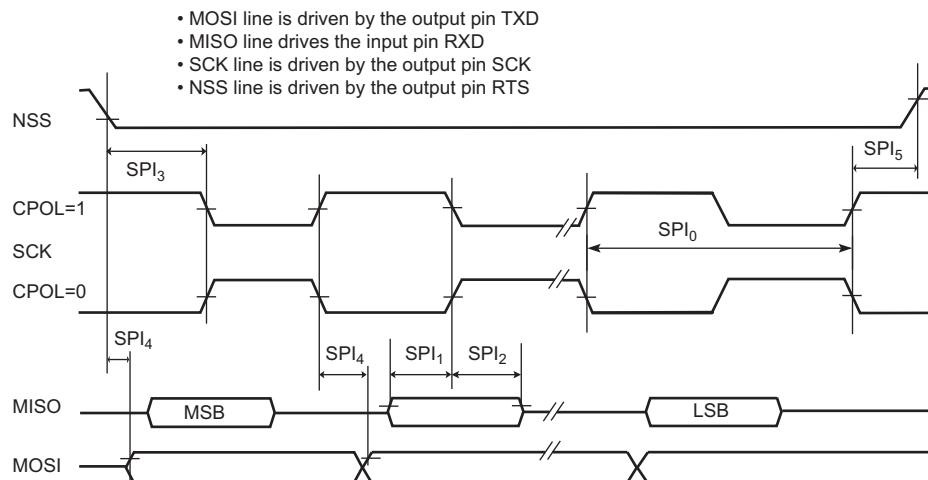 • MOSI line is driven by the output pin TXD
• MISO line drives the input pin RXD
• SCK line is driven by the output pin SCK
• NSS line is driven by the output pin RTS
NSS
SPI3
SPI5
CPOL=1
SCK
SPI0
CPOL=0
SPI4
SPI4
SPI1
SPI2
MISO
MSB
LSB
MOSI